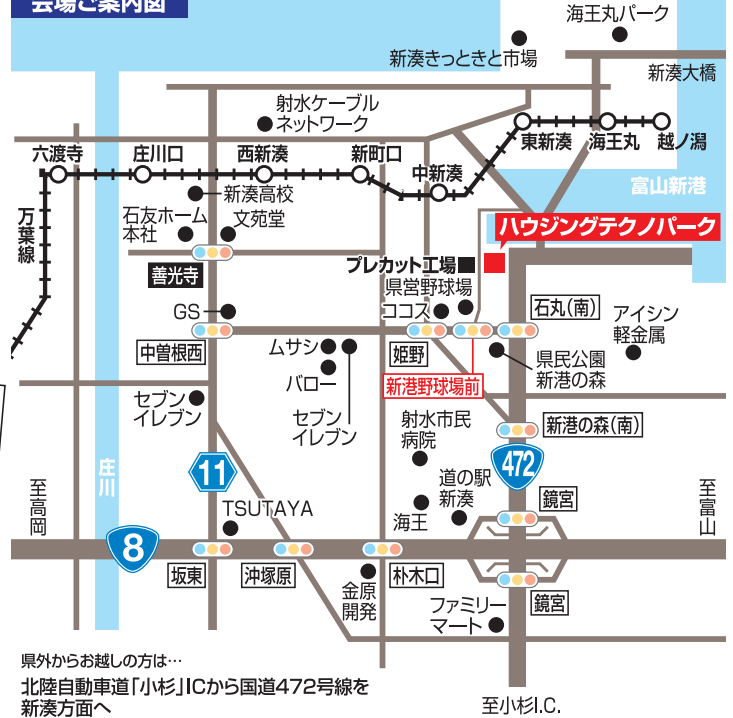 会場ご案内図
海王丸パーク
新湊きっときと市場
新湊大橋
射水ケーブル
ネットワーク
六渡寺
庄川口
西新湊
新町口
中新湊
東新湊
海王丸
越ノ潟
万葉線
新湊高校
石友ホーム
本社
文苑堂
富山新港
ハウジングテクノパーク
善光寺
プレカット工場
県営野球場
ココス
GS
石丸(南)
アイシン
軽金属
中曽根西
ムサシ
姫野
県民公園
新港の森
バロー
新港野球場前
セブン
イレブン
セブン
イレブン
射水市民
病院
新港の森(南)
庄川
11
472
至高岡
道の駅
新湊
至富山
TSUTAYA
海王
鏡宮
8
坂東
沖塚原
朴木口
金原
開発
ファミリー
マート
鏡宮
県外からお越しの方は…
北陸自動車道「小杉」ICから国道472号線を
新湊方面へ
至小杉I.C.